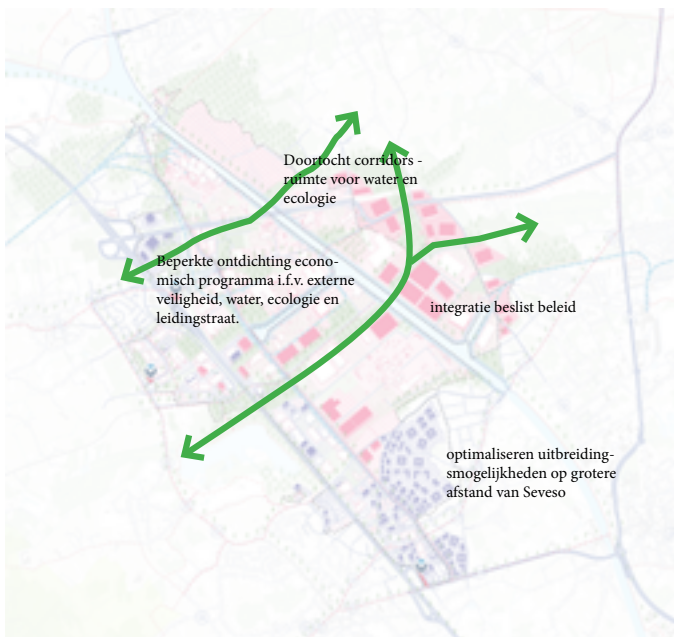 Doortocht corridors -
ruimte voor water en
ecologie
Beperkte ontdichting econo-
misch programma i.f.v. externe
veiligheid, water, ecologie en
leidingstraat.
integratie beslist beleid
optimaliseren uitbreiding-
smogelijkheden op grotere
afstand van Seveso